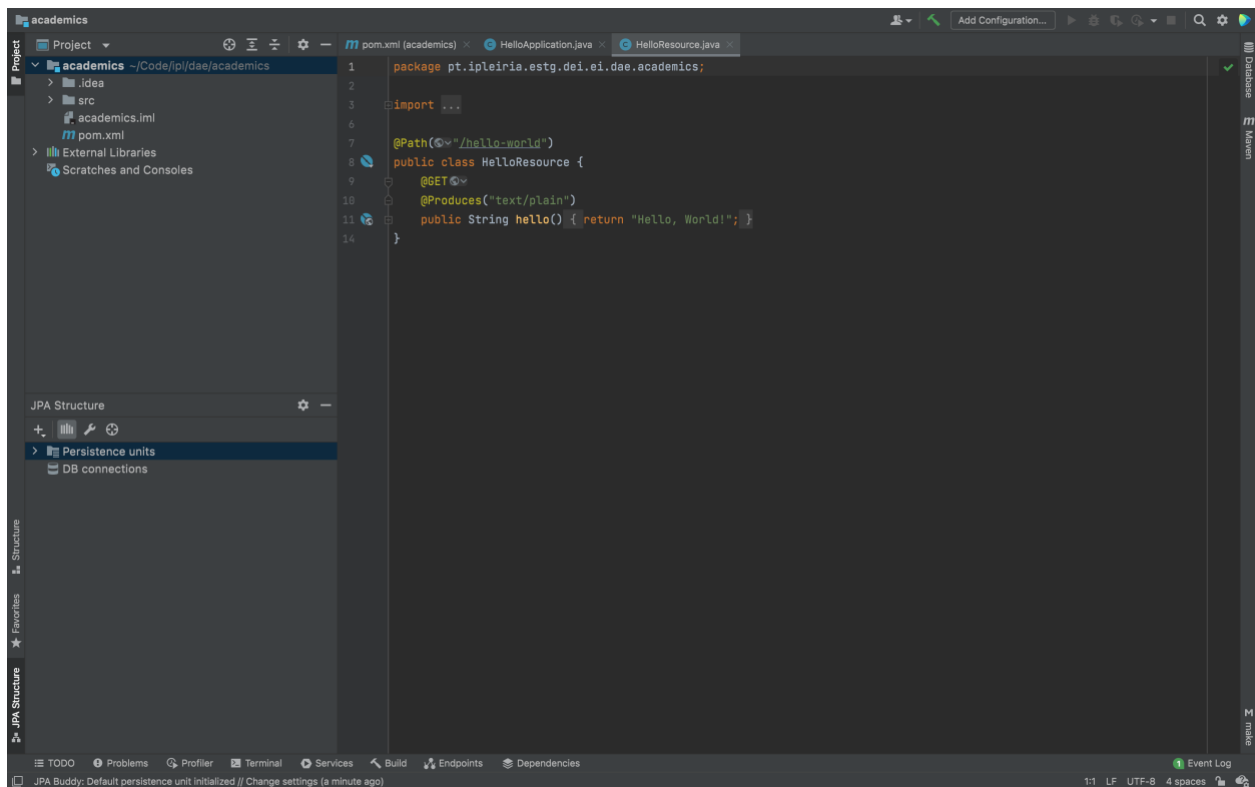 academics
Add Configuration...
Project
Project
pom.xml (academics)
HelloApplication.java
HelloResource.java
academics ~/Code/ipl/dae/academics
.idea
src
academics.iml
pom.xml
External Libraries
Scratches and Consoles
1 package pt.ipleiria.estg.dei.ei.dae.academics;
2
3 import ...
6
7 @Path("/hello-world")
8 public class HelloResource {
9 @GET
10 @Produces("text/plain")
11 public String hello() { return "Hello, World!"; }
14 }
Database
m Maven
JPA Structure
Persistence units
DB connections
Structure
Favorites
JPA Structure
M make
TODO Problems Profiler Terminal Services Build Endpoints Dependencies
1 Event Log
JPA Buddy: Default persistence unit initialized // Change settings (a minute ago)
1:1 LF UTF-8 4 spaces